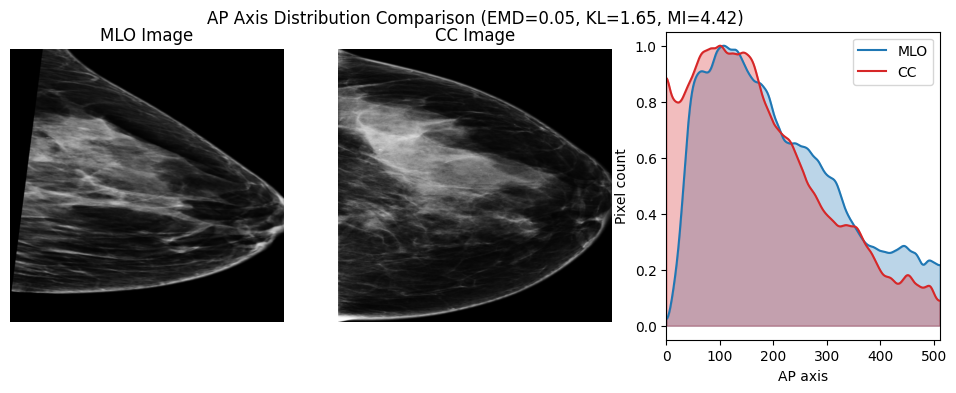 AP Axis Distribution Comparison (EMD=0.05, KL=1.65, MI=4.42)
MLO Image
CC Image
MLO
CC
1.0
0.8
0.6
0.4
0.2
0.0
Pixel count
0 100 200 300 400 500
AP axis